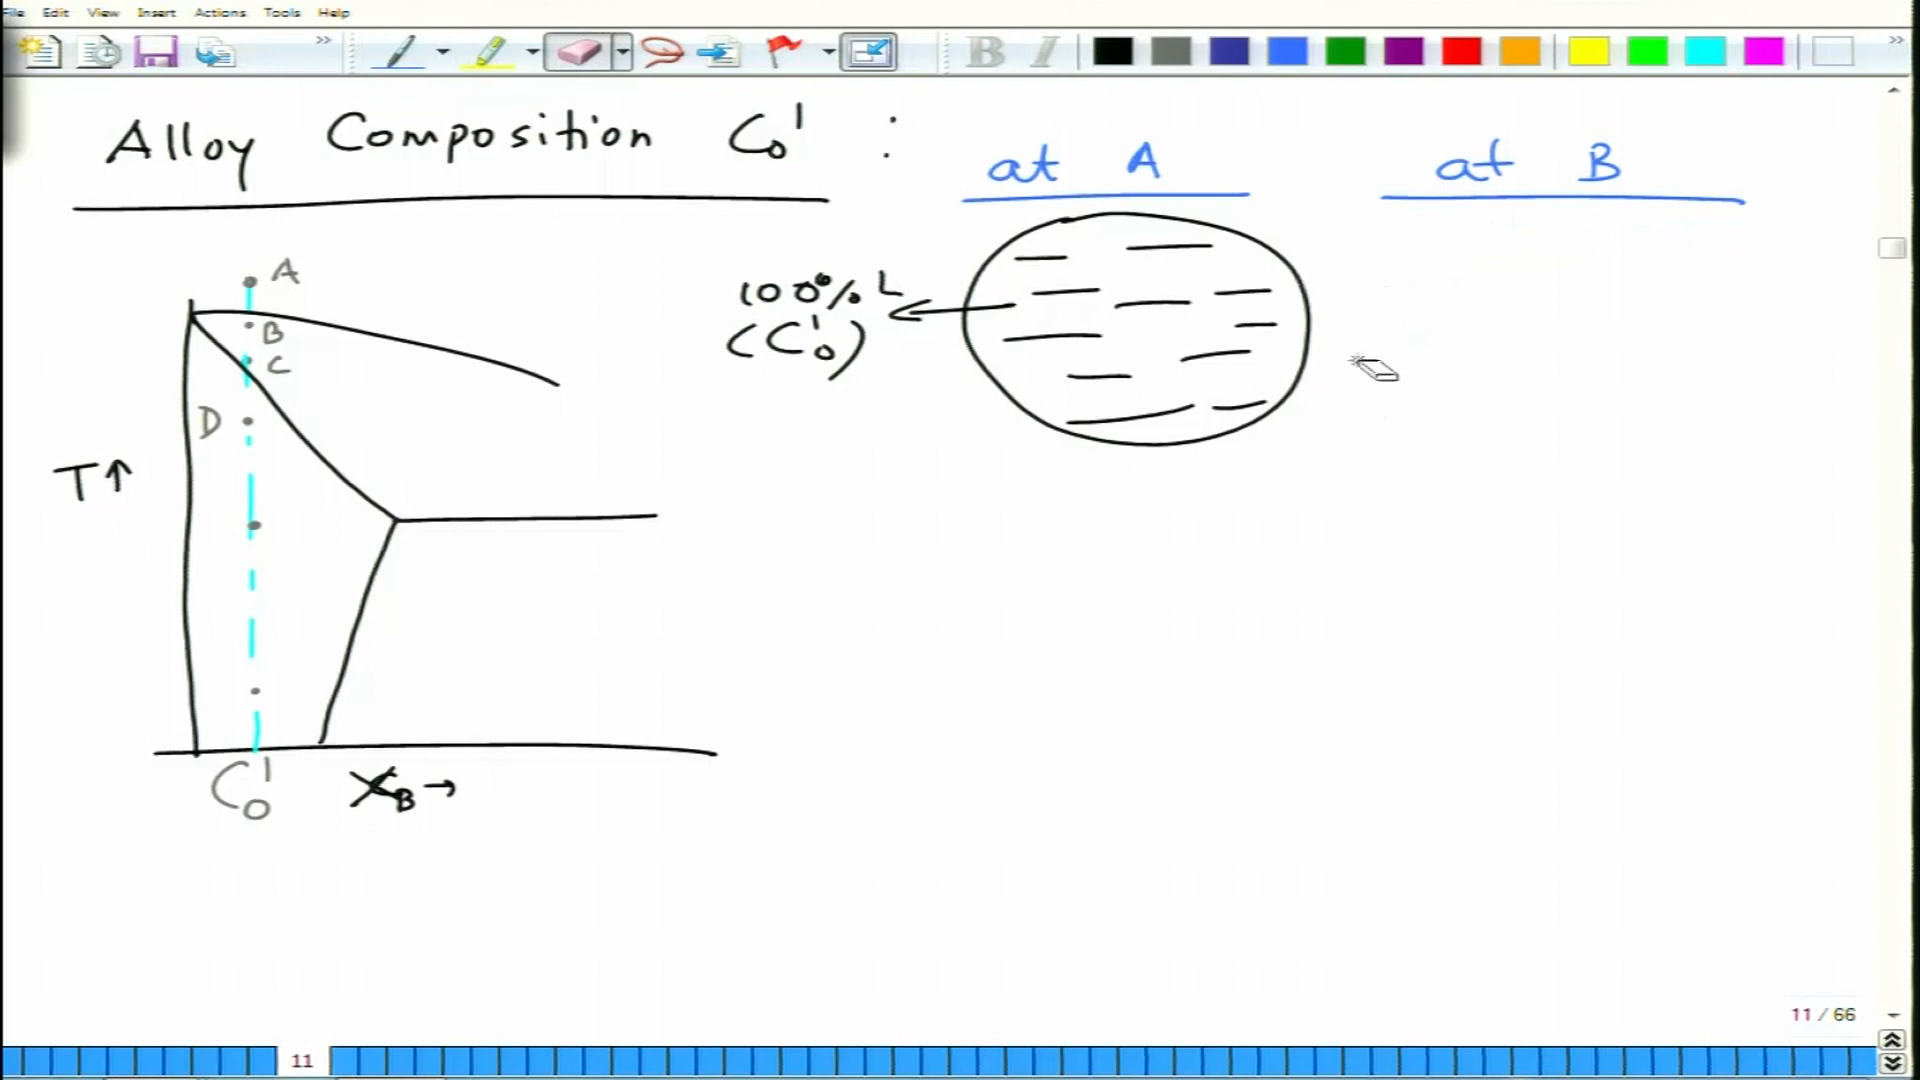 File Edit View Insert Actions Tools Help
B I
Alloy Composition C₀' :
at A
at B
100% L
(C₀')
A
B
C
D
T↑
C₀'
X_B →
11 / 66
11